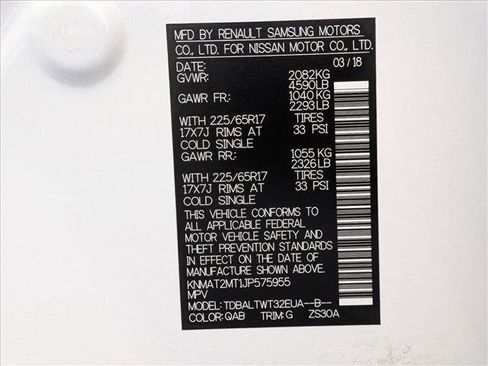 MFD BY RENAULT SAMSUNG MOTORS
CO., LTD. FOR NISSAN MOTOR CO., LTD.
DATE: 03 / 18
GVWR: 2082KG
4590LB
GAWR FR: 1040 KG
2293LB
WITH 225/65R17 TIRES
17X7J RIMS AT 33 PSI
COLD SINGLE
GAWR RR: 1055 KG
2326LB
WITH 225/65R17 TIRES
17X7J RIMS AT 33 PSI
COLD SINGLE
THIS VEHICLE CONFORMS TO
ALL APPLICABLE FEDERAL
MOTOR VEHICLE SAFETY AND
THEFT PREVENTION STANDARDS
IN EFFECT ON THE DATE OF
MANUFACTURE SHOWN ABOVE.
KNMAT2MT1JP575955
MPV
MODEL: TDBALTWT32EUA--B--
COLOR: QAB TRIM: G ZS30A